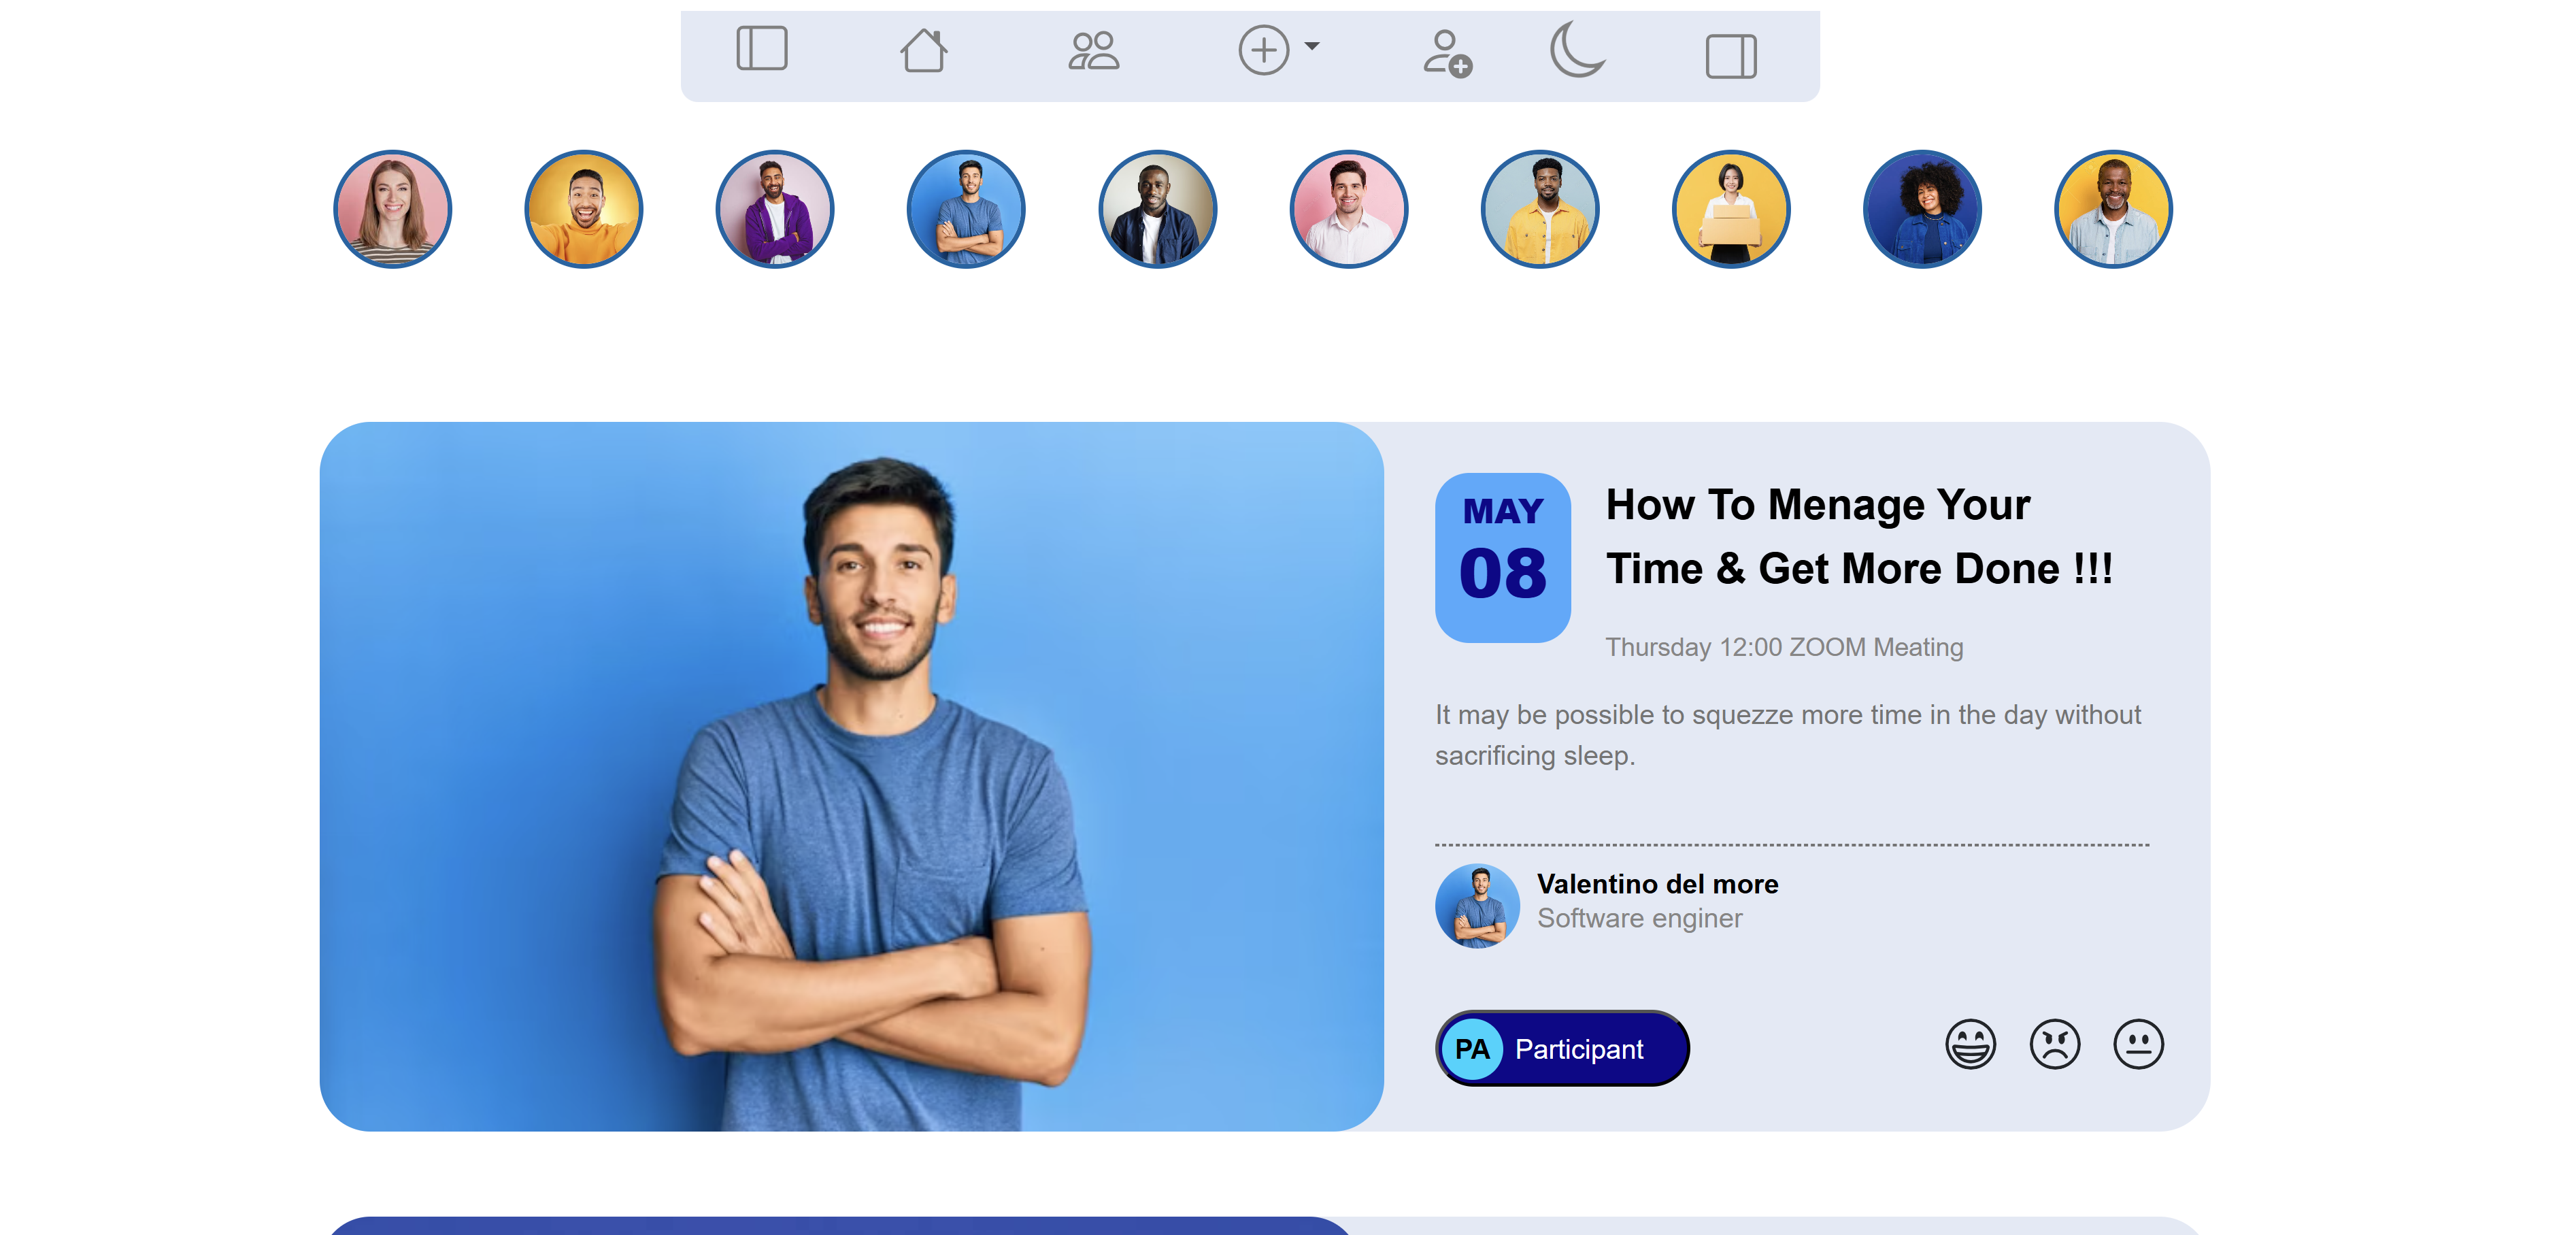 MAY
08
How To Menage Your
Time & Get More Done !!!
Thursday 12:00 ZOOM Meating
It may be possible to squezze more time in the day without
sacrificing sleep.
Valentino del more
Software enginer
PA Participant